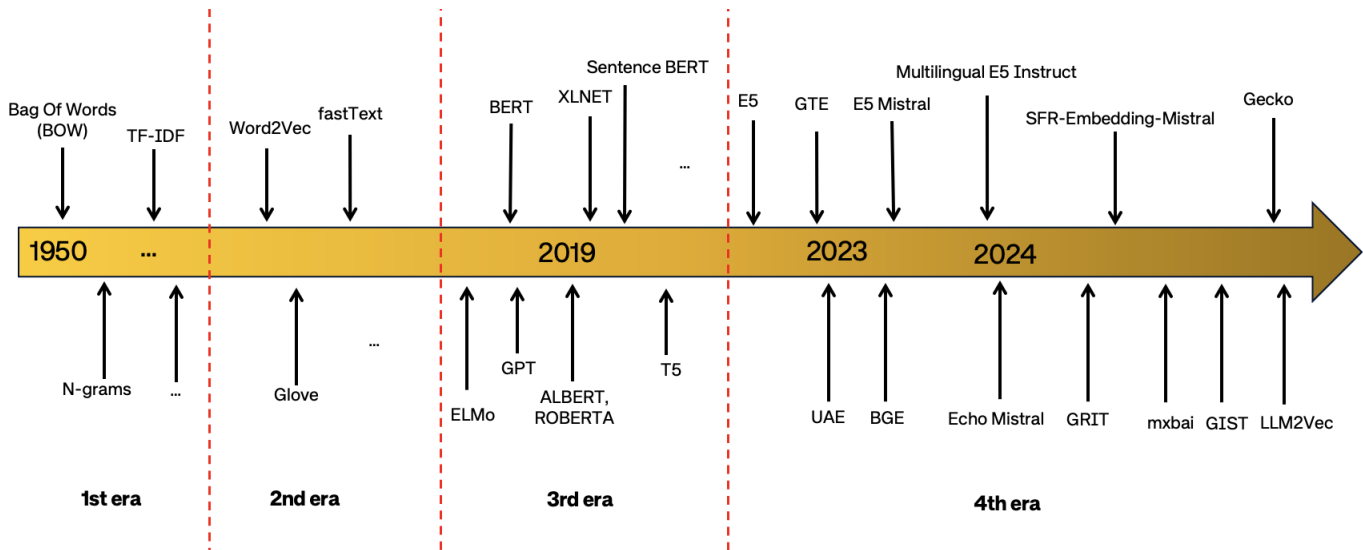 Sentence BERT
Multilingual E5 Instruct
Bag Of Words
(BOW)
TF-IDF
Word2Vec
fastText
BERT
XLNET
...
E5
GTE
E5 Mistral
SFR-Embedding-Mistral
Gecko
1950
...
2019
2023
2024
N-grams
...
Glove
...
ELMo
GPT
ALBERT,
ROBERTA
T5
UAE
BGE
Echo Mistral
GRIT
mxbai
GIST
LLM2Vec
1st era
2nd era
3rd era
4th era